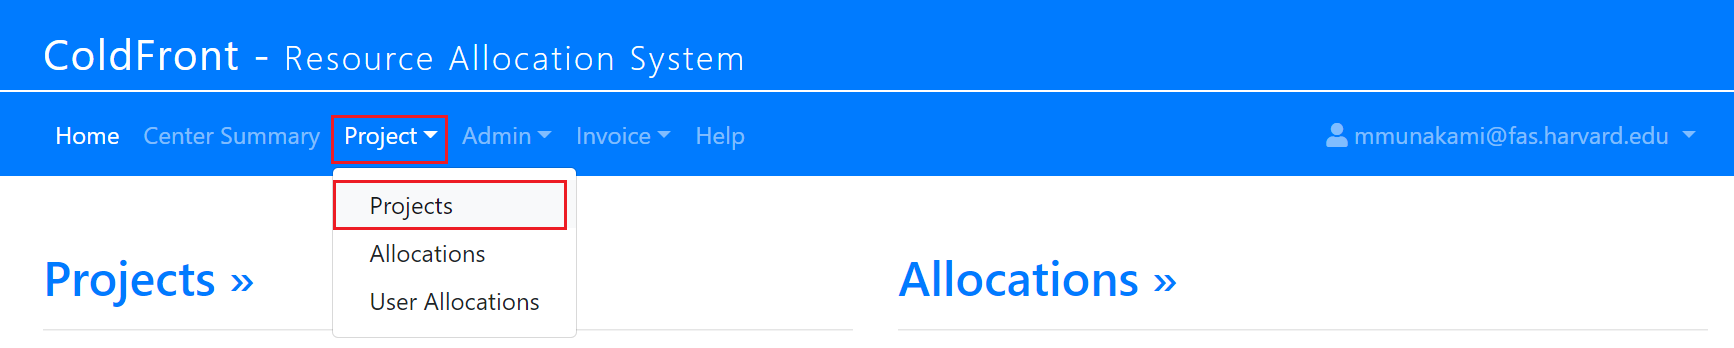 ColdFront - Resource Allocation System
Home Center Summary Project Admin Invoice Help mmunakami@fas.harvard.edu
Projects
Allocations
User Allocations
Projects »
Allocations »